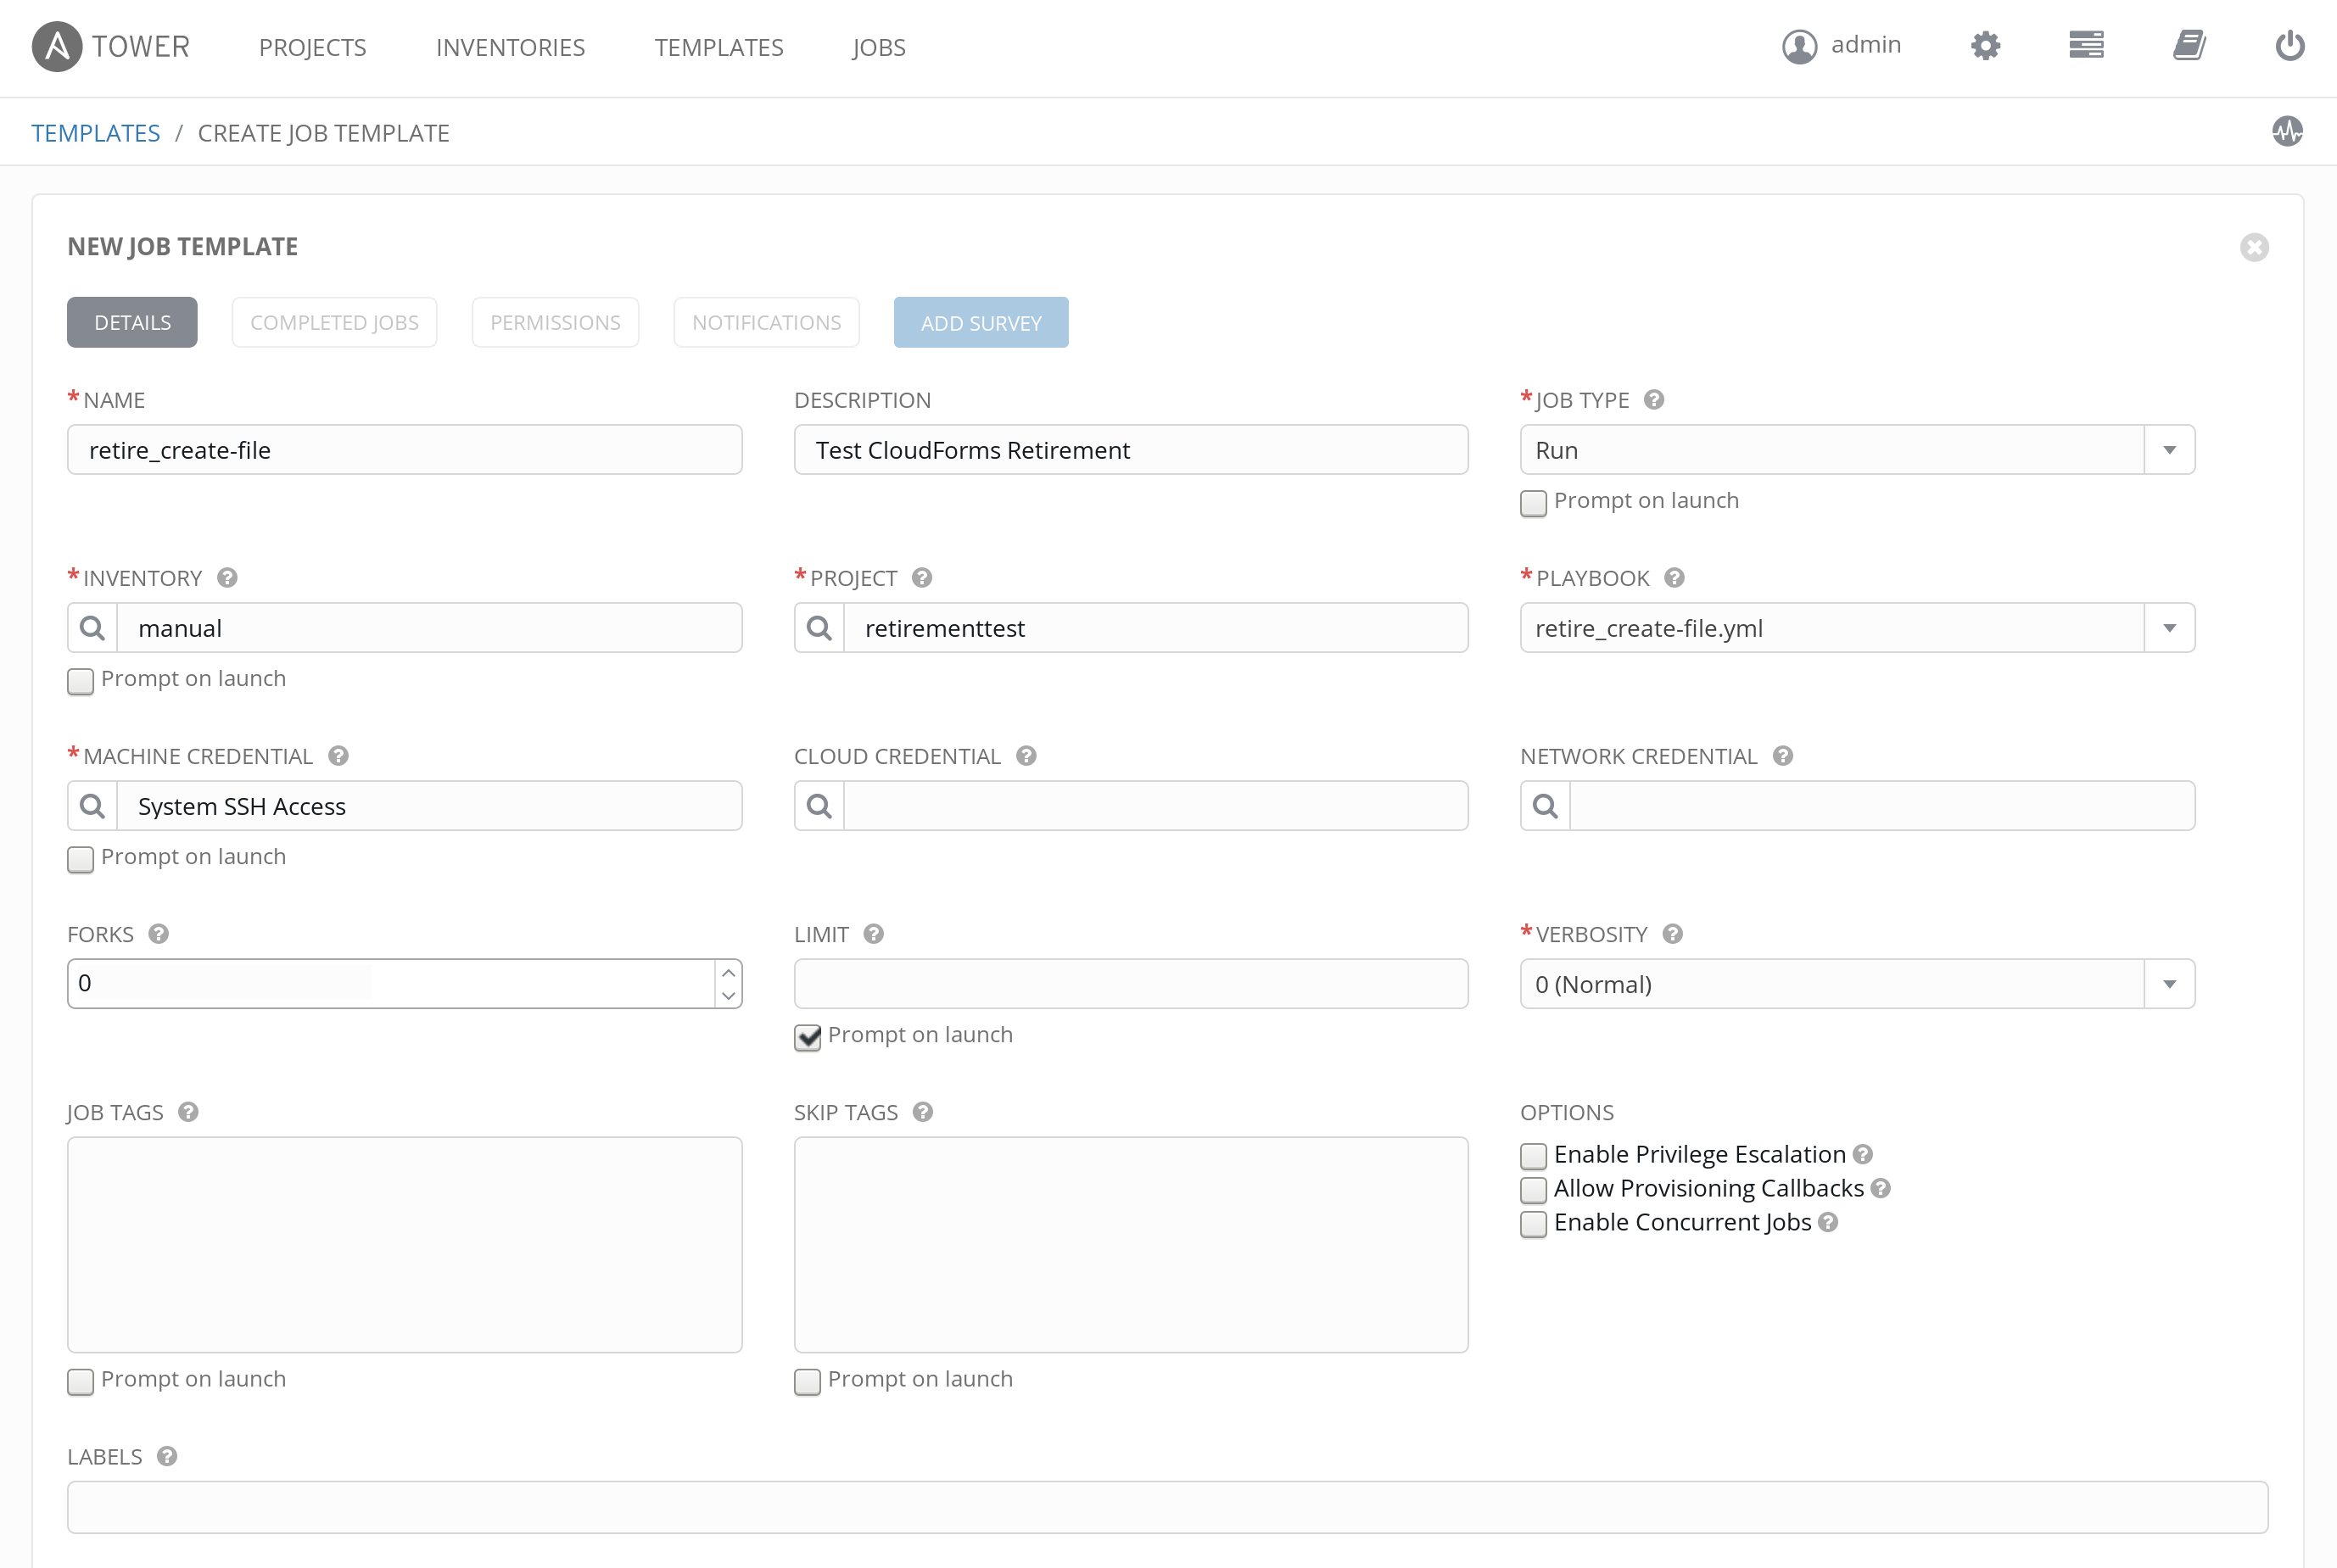 TOWER PROJECTS INVENTORIES TEMPLATES JOBS admin
TEMPLATES / CREATE JOB TEMPLATE
NEW JOB TEMPLATE
DETAILS COMPLETED JOBS PERMISSIONS NOTIFICATIONS ADD SURVEY
* NAME DESCRIPTION * JOB TYPE ?
retire_create-file Test CloudForms Retirement Run
Prompt on launch
* INVENTORY ? * PROJECT ? * PLAYBOOK ?
manual retirementtest retire_create-file.yml
Prompt on launch
* MACHINE CREDENTIAL ? CLOUD CREDENTIAL ? NETWORK CREDENTIAL ?
System SSH Access
Prompt on launch
FORKS ? LIMIT ? * VERBOSITY ?
0 0 (Normal)
Prompt on launch
JOB TAGS ? SKIP TAGS ? OPTIONS
Enable Privilege Escalation ?
Allow Provisioning Callbacks ?
Enable Concurrent Jobs ?
Prompt on launch Prompt on launch
LABELS ?